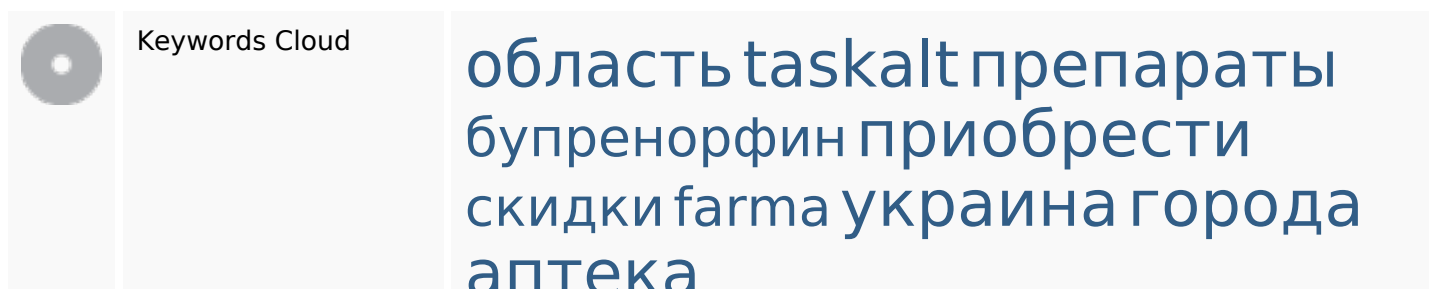 Keywords Cloud
область taskalt препараты
бупренорфин приобрести
скидки farma украина города
аптека